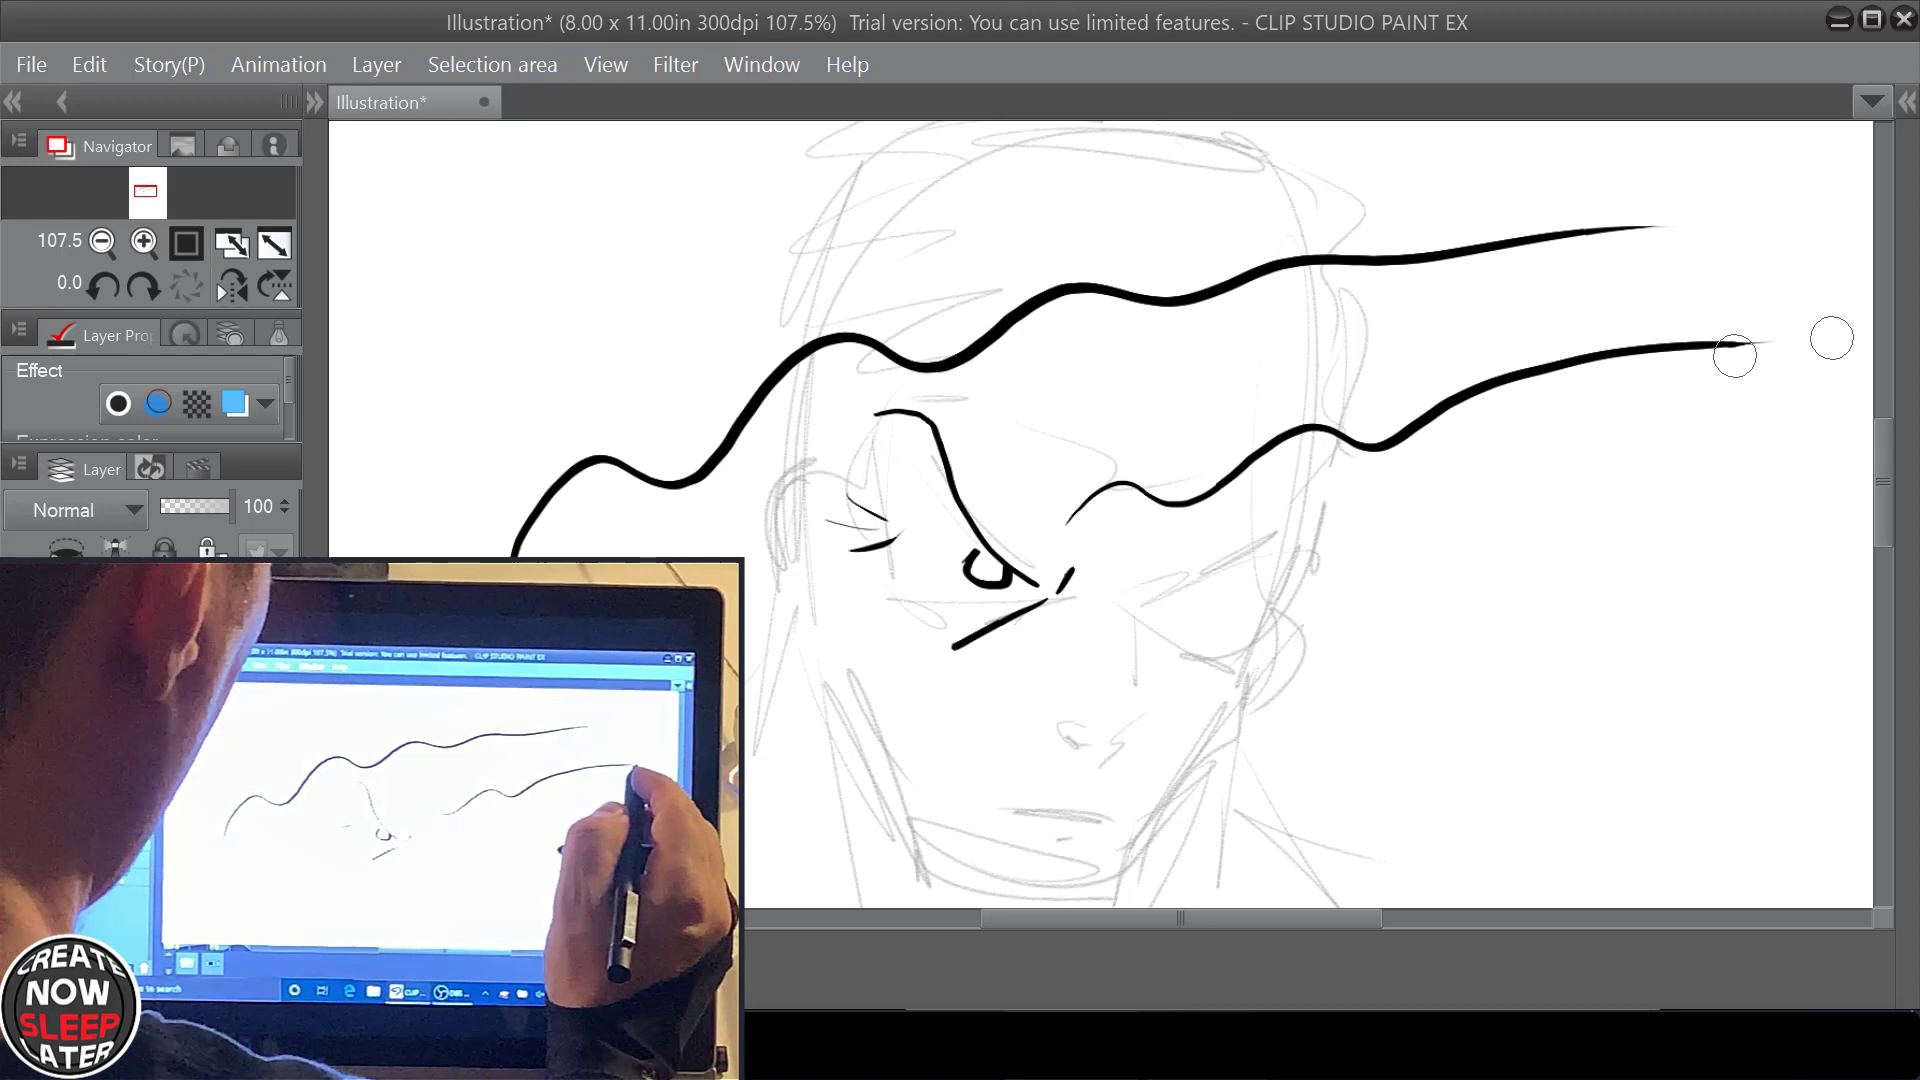 Illustration* (8.00 x 11.00in 300dpi 107.5%) Trial version: You can use limited features. - CLIP STUDIO PAINT EX
File Edit Story(P) Animation Layer Selection area View Filter Window Help
Illustration*
Navigator
107.5
0.0
Layer Pro
Effect
Layer
Normal 100
CREATE
NOW
SLEEP
LATER
to search